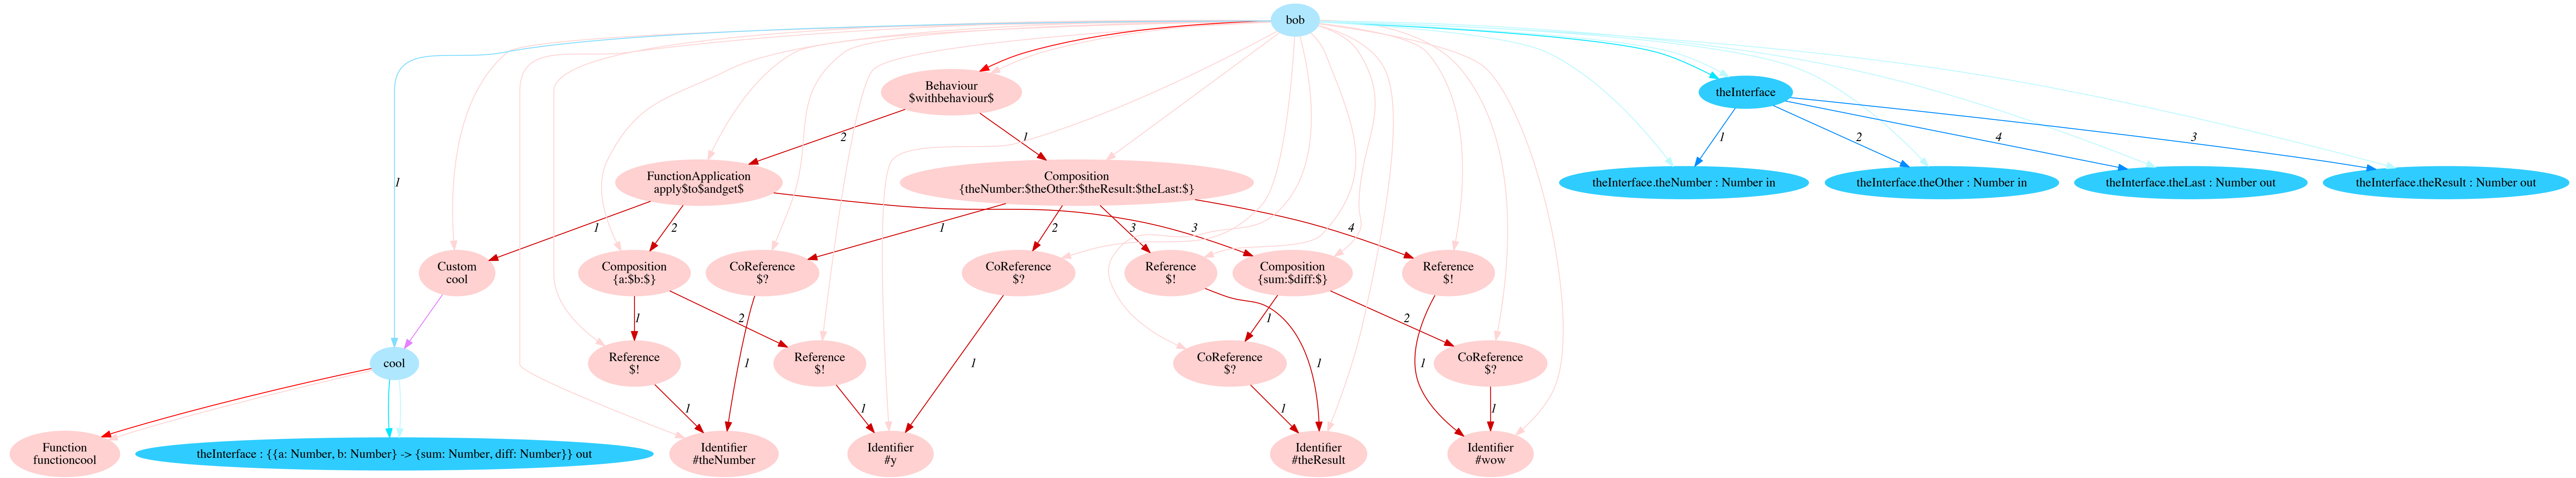 bob
Behaviour
$withbehaviour$
theInterface
2
1
1
2
4
3
1
FunctionApplication
apply$to$andget$
Composition
{theNumber:$theOther:$theResult:$theLast:$}
theInterface.theNumber : Number in
theInterface.theOther : Number in
theInterface.theLast : Number out
theInterface.theResult : Number out
1
2
1
2
3
3
4
Custom
cool
Composition
{a:$b:$}
CoReference
$?
CoReference
$?
Reference
$!
Composition
{sum:$diff:$}
Reference
$!
1
2
1
2
cool
Reference
$!
1
Reference
$!
1
CoReference
$?
1
1
CoReference
$?
1
1
1
1
Function
functioncool
theInterface : {{a: Number, b: Number} -> {sum: Number, diff: Number}} out
Identifier
#theNumber
Identifier
#y
Identifier
#theResult
Identifier
#wow